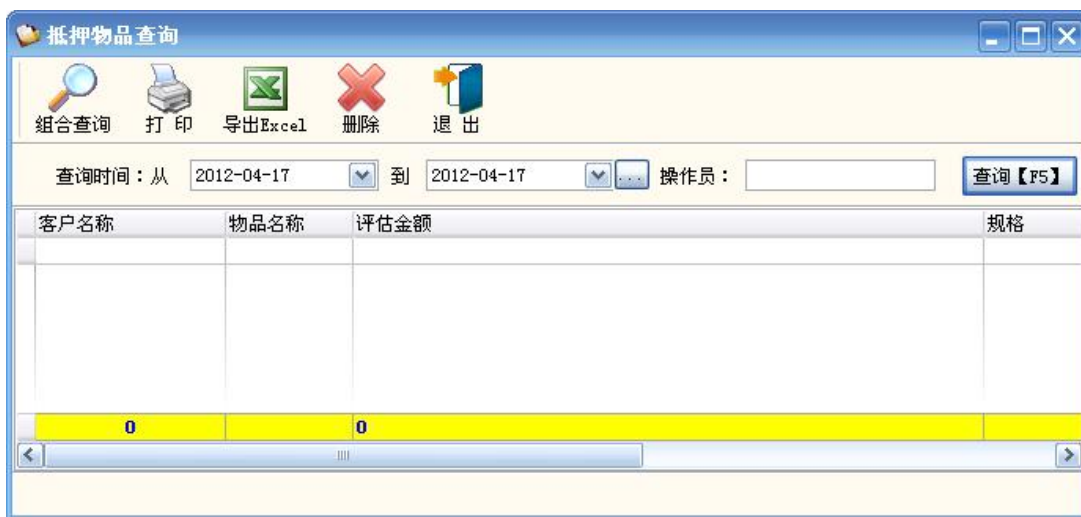 抵押物品查询
组合查询 打 印 导出Excel 删除 退 出
查询时间：从 2012-04-17 到 2012-04-17 ... 操作员： 查询【F5】
客户名称 物品名称 评估金额 规格
0 0